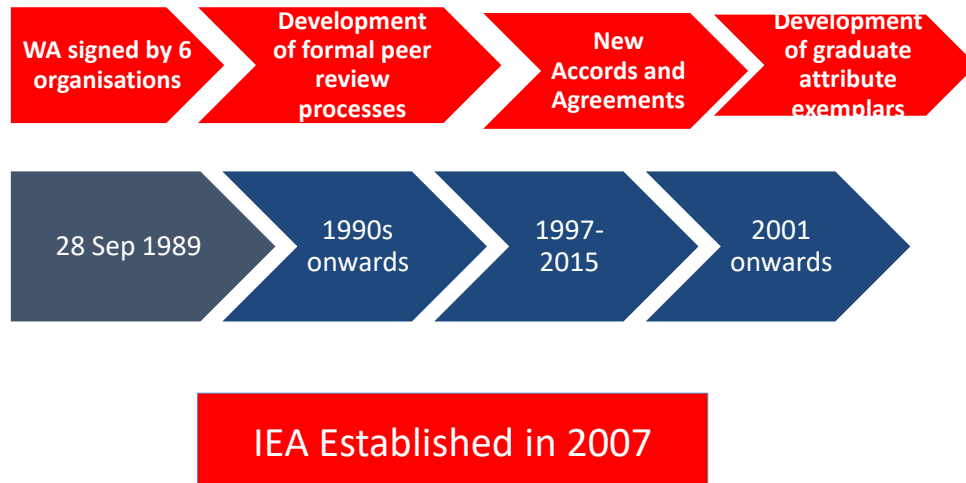 WA signed by 6
organisations
Development
of formal peer
review
processes
New
Accords and
Agreements
Development
of graduate
attribute
exemplars
28 Sep 1989
1990s
onwards
1997-
2015
2001
onwards
IEA Established in 2007